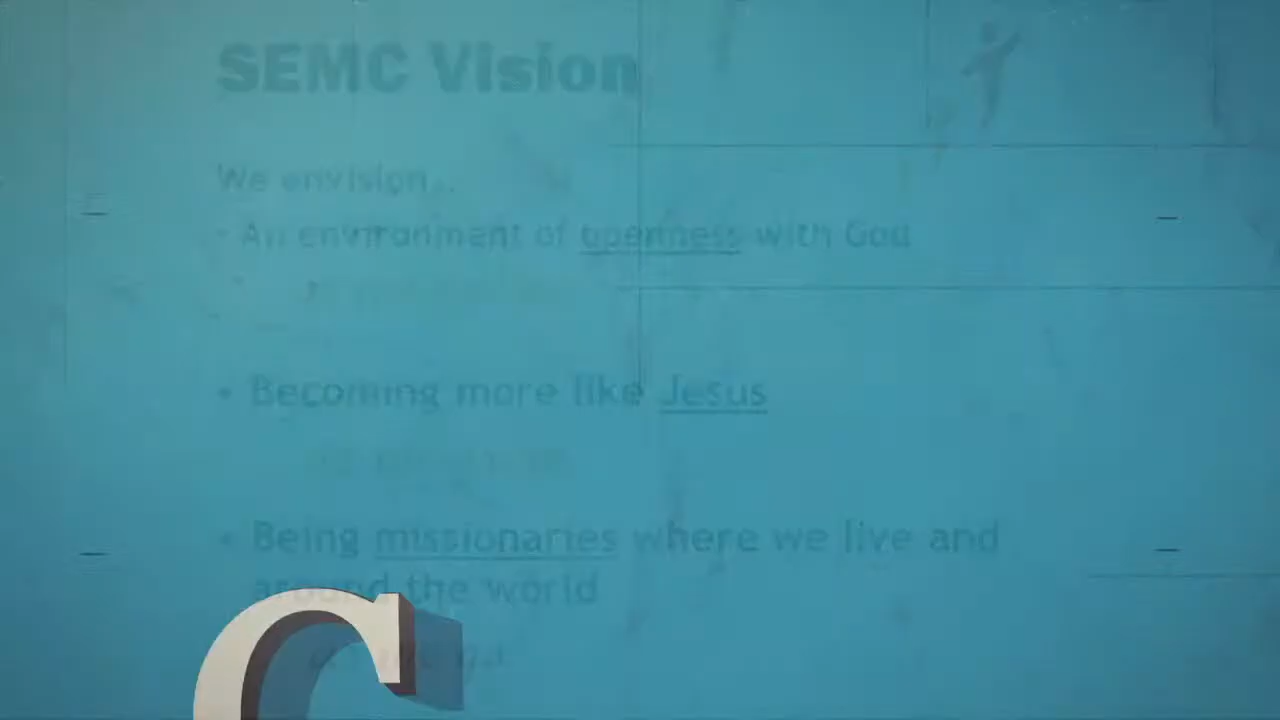 SEMC Vision
We envision...
- An environment of openness with God
• Becoming more like Jesus
• Being missionaries where we live and
around the world
C